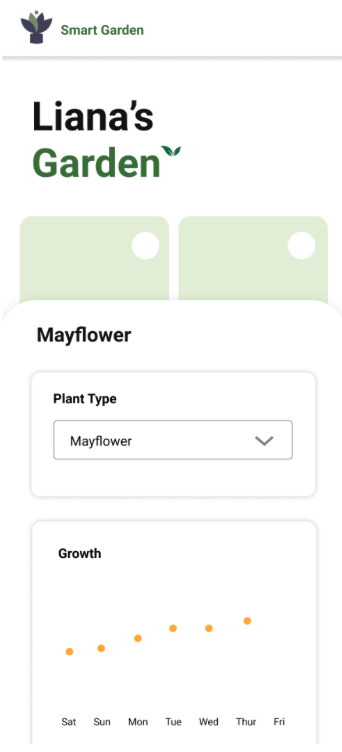 Smart Garden
Liana's
Garden
Mayflower
Plant Type
Mayflower
Growth
Sat Sun Mon Tue Wed Thur Fri